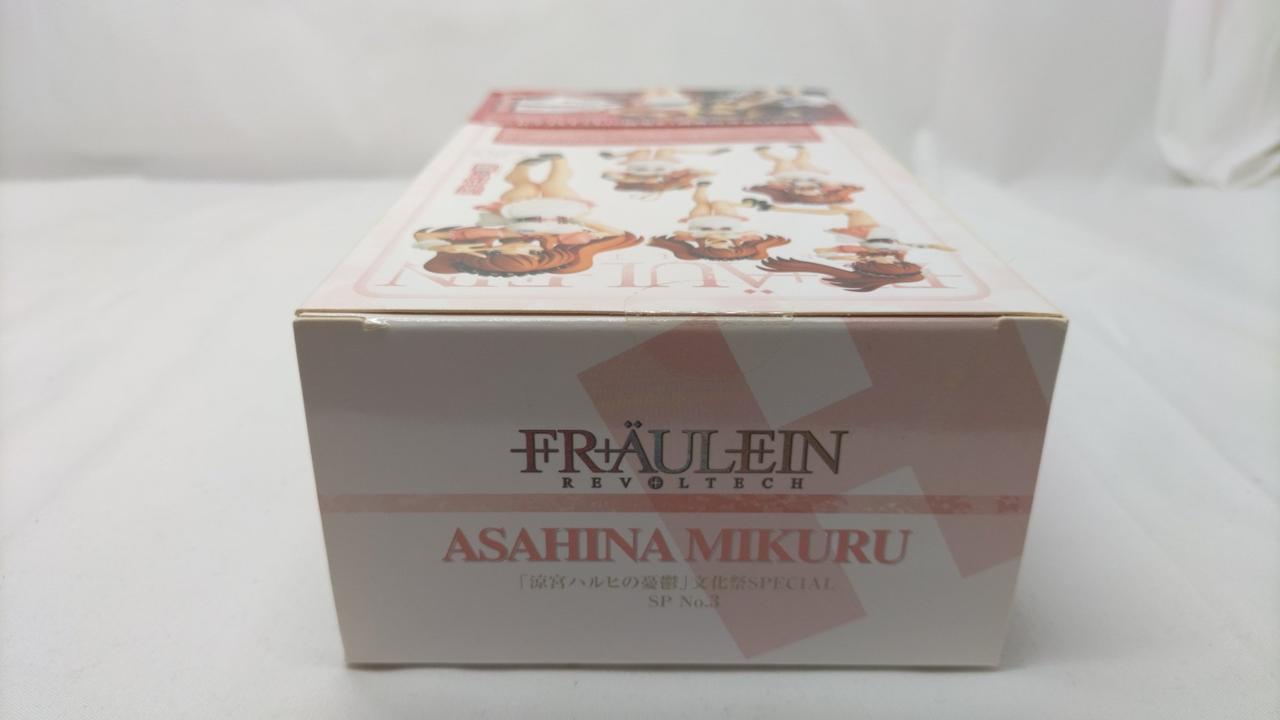 FRÄULEIN
FRÄULEIN
REVOLTECH
ASAHINA MIKURU
「涼宮ハルヒの憂鬱」文化祭SPECIAL
SP No.3